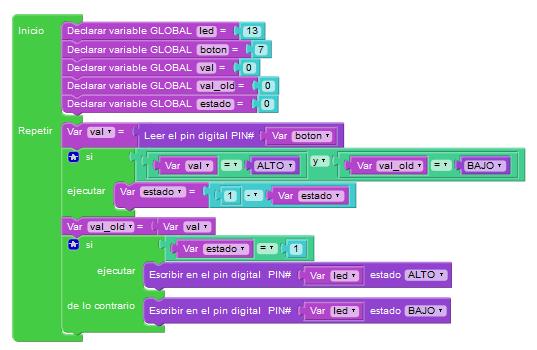 Inicio Declarar variable GLOBAL led = 13
Declarar variable GLOBAL boton = 7
Declarar variable GLOBAL val = 0
Declarar variable GLOBAL val_old = 0
Declarar variable GLOBAL estado = 0
Repetir Var val = Leer el pin digital PIN# Var boton
si Var val = ALTO y Var val_old = BAJO
ejecutar Var estado = 1 - Var estado
Var val_old = Var val
si Var estado = 1
ejecutar Escribir en el pin digital PIN# Var led estado ALTO
de lo contrario Escribir en el pin digital PIN# Var led estado BAJO